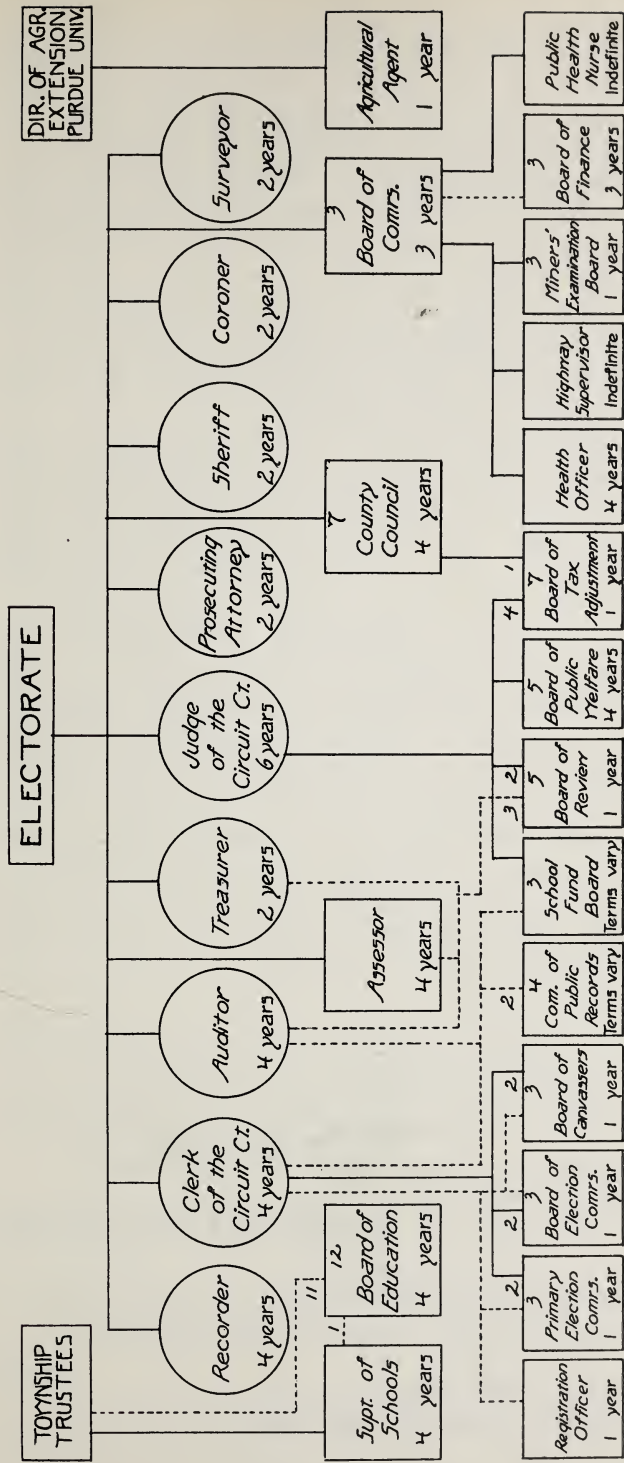 ELECTORATE
TOWNSHIP
TRUSTEES
DIR. OF AGR.
EXTENSION
PURDUE UNIV.
Recorder
4 years
Clerk
of the
Circuit Ct.
4 years
Auditor
4 years
Treasurer
2 years
Judge
of the
Circuit Ct.
6 years
Prosecuting
Attorney
2 years
Sheriff
2 years
Coroner
2 years
Surveyor
2 years
Supt. of
Schools
4 years
1
11
12
Board of
Education
4 years
Assessor
4 years
7
County
Council
4 years
3
Board of
Comrs.
3 years
Agricultural
Agent
1 year
Registration
Officer
1 year
2
3
Primary
Election
Comrs.
1 year
2
3
Board of
Election
Comrs.
1 year
2
3
Board of
Canvassers
1 year
2
4
Com. of
Public
Records
Terms vary
3
School
Fund
Board
Terms vary
3 2
5
Board of
Review
1 year
5
Board of
Public
Welfare
4 years
4 1
7
Board of
Tax
Adjustment
1 year
Health
Officer
4 years
Highway
Supervisor
Indefinite
3
Miners'
Examination
Board
1 year
3
Board of
Finance
3 years
Public
Health
Nurse
Indefinite